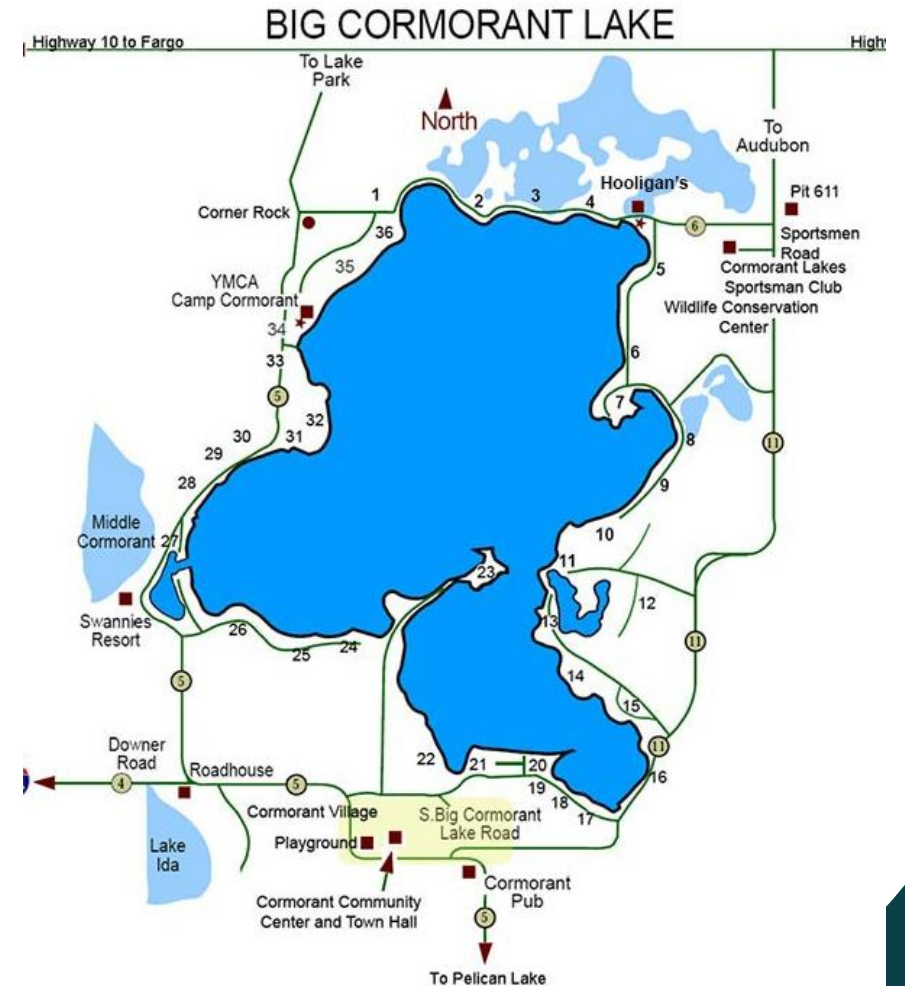 BIG CORMORANT LAKE
Highway 10 to Fargo
High
To Lake
Park
North
To
Audubon
Hooligan's
Pit 611
1
2
3
4
Corner Rock
36
6
Sportsmen
Road
35
5
Cormorant Lakes
Sportsman Club
Wildlife Conservation
Center
YMCA
Camp Cormorant
34
33
6
5
7
32
31
30
29
28
8
11
9
10
Middle
Cormorant
27
11
23
12
Swannies
Resort
13
26
25
24
11
5
14
15
Downer
Road
Roadhouse
22
21
20
11
16
4
5
19
18
17
Cormorant Village
S.Big Cormorant
Lake Road
Playground
Lake
Ida
Cormorant Community
Center and Town Hall
Cormorant
Pub
5
To Pelican Lake